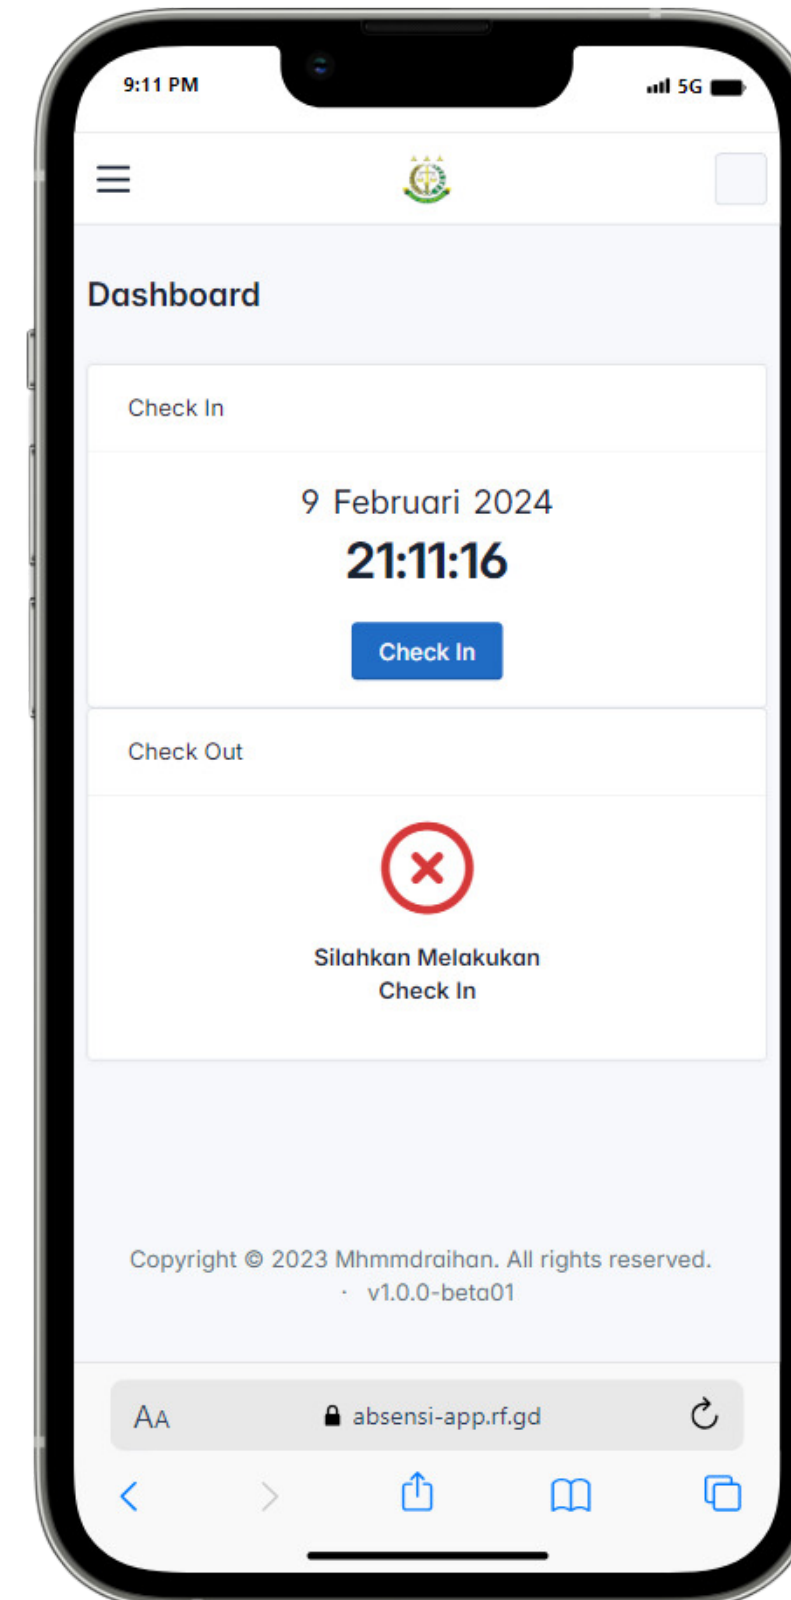 9:11 PM
5G
Dashboard
Check In
9 Februari 2024
21:11:16
Check In
Check Out
Silahkan Melakukan
Check In
Copyright © 2023 Mhmmdraihan. All rights reserved.
· v1.0.0-beta01
AA
absensi-app.rf.gd